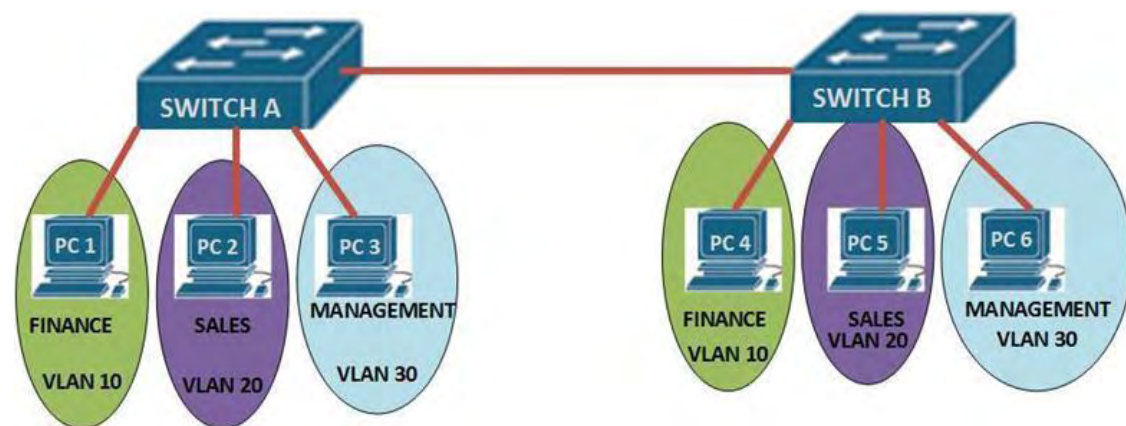 SWITCH A
SWITCH B
PC 1
PC 2
PC 3
FINANCE
SALES
MANAGEMENT
VLAN 10
VLAN 20
VLAN 30
PC 4
PC 5
PC 6
FINANCE
SALES
MANAGEMENT
VLAN 10
VLAN 20
VLAN 30